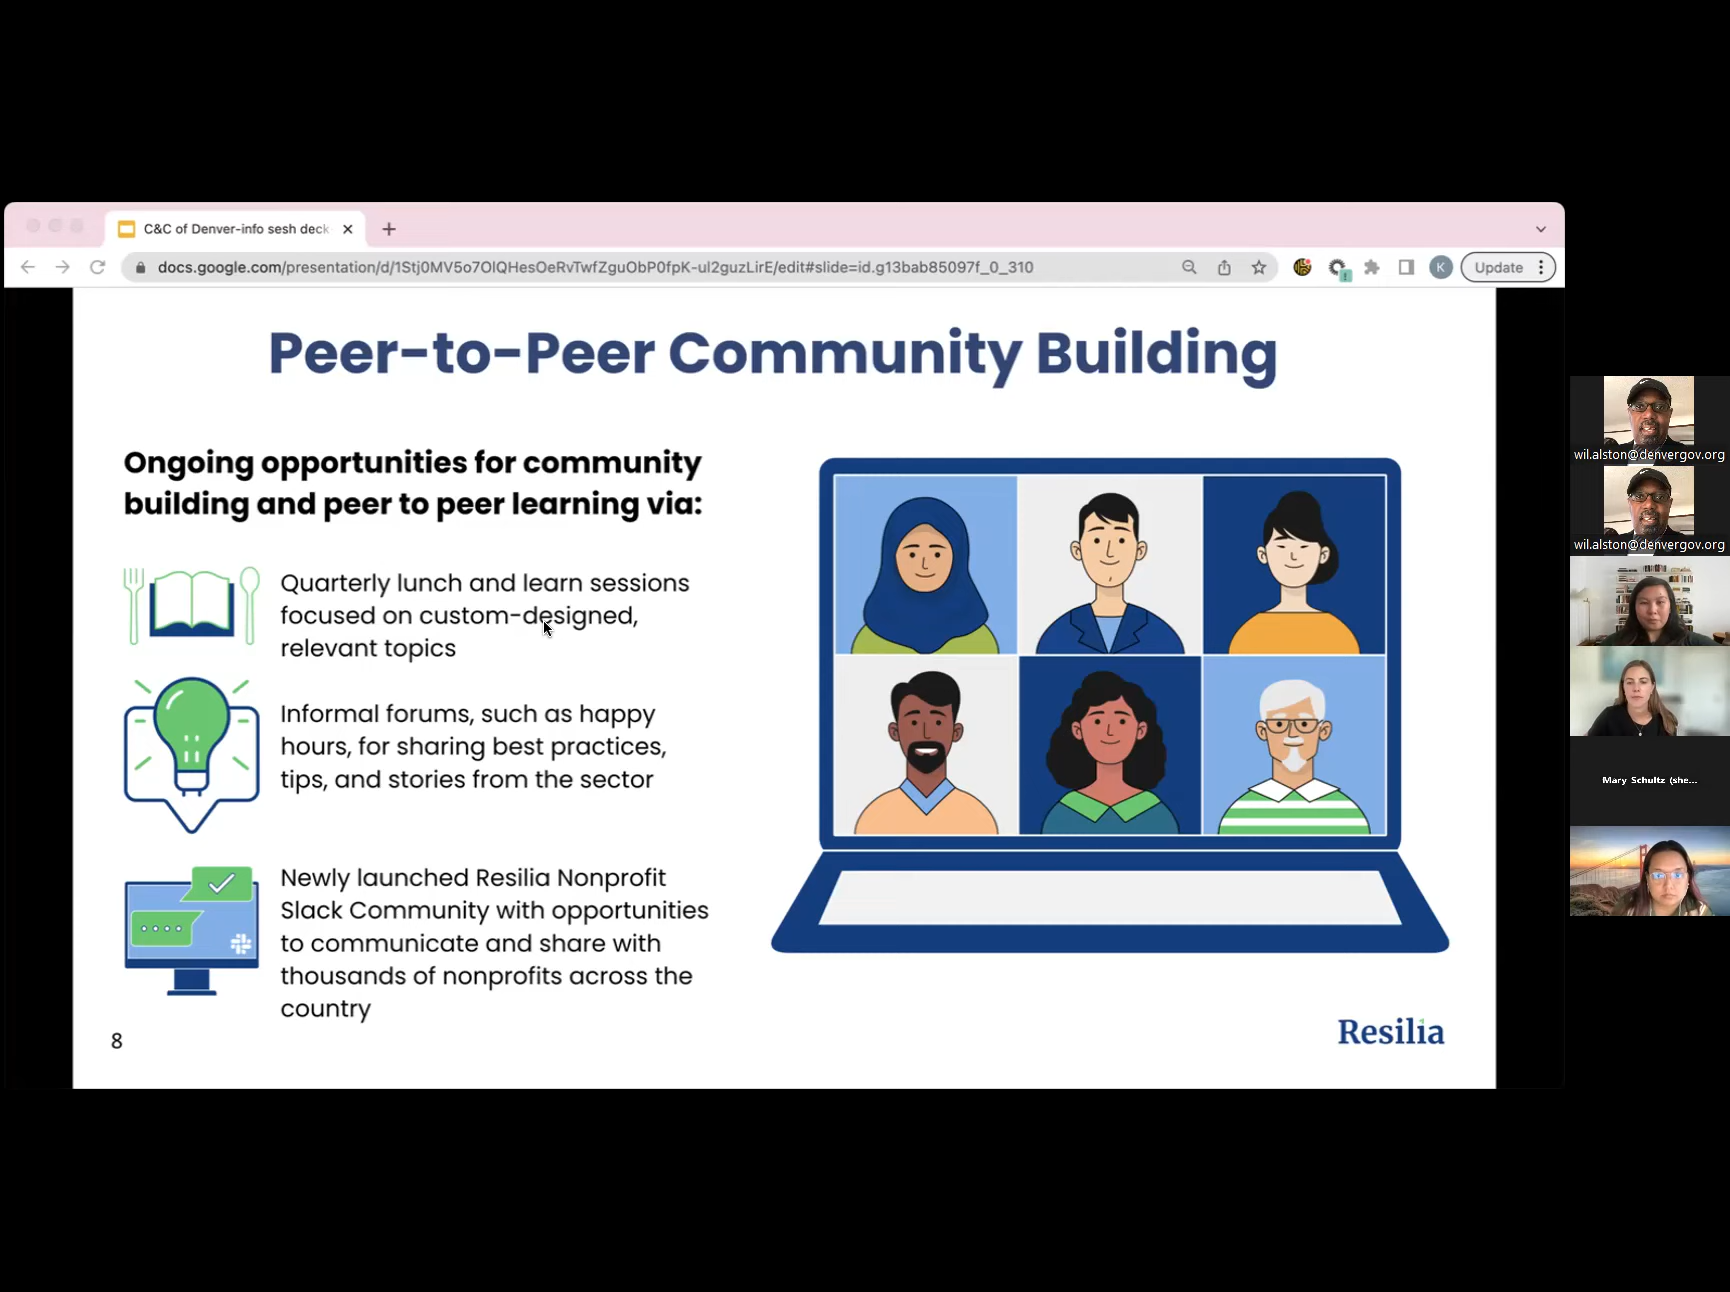 C&C of Denver-info sesh deck
docs.google.com/presentation/d/1Stj0MV5o7OlQHesOeRvTwfZguObP0fpK-ul2guzLirE/edit#slide=id.g13bab85097f_0_310
K
Update
Peer-to-Peer Community Building
Ongoing opportunities for community
building and peer to peer learning via:
Quarterly lunch and learn sessions
focused on custom-designed,
relevant topics
Informal forums, such as happy
hours, for sharing best practices,
tips, and stories from the sector
Newly launched Resilia Nonprofit
Slack Community with opportunities
to communicate and share with
thousands of nonprofits across the
country
8
Resilia
wil.alston@denvergov.org
wil.alston@denvergov.org
Mary Schultz (she...